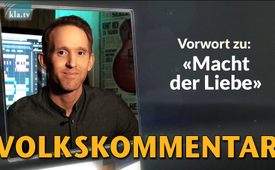 kla.tv
Vorwort zu:
«Macht
der Liebe»
VOLKSKOMMENTAR